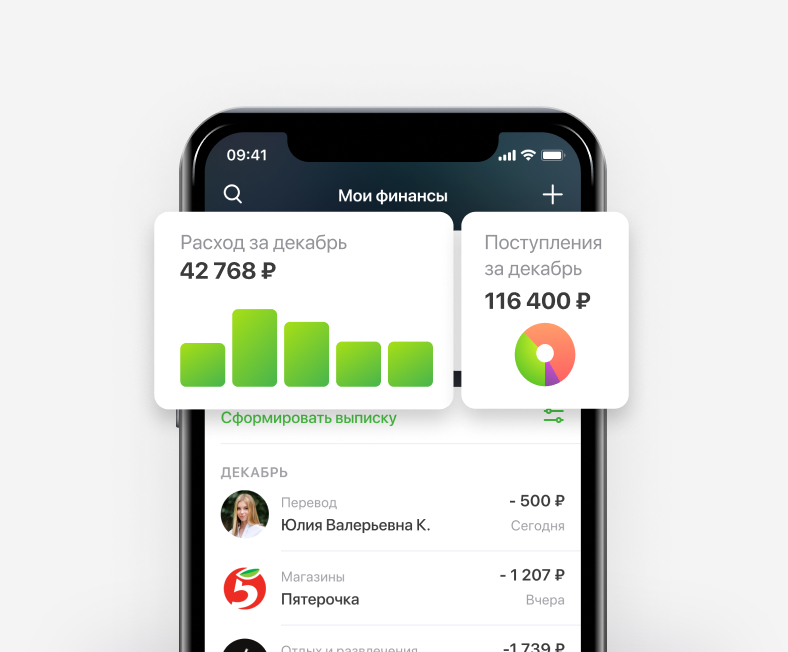 09:41
Мои финансы
Расход за декабрь
42 768 ₽
Поступления
за декабрь
116 400 ₽
Сформировать выписку
ДЕКАБРЬ
Перевод
- 500 ₽
Юлия Валерьевна К.
Сегодня
5
Магазины
- 1 207 ₽
Пятерочка
Вчера
Отдых и развлечения
-1 739 ₽